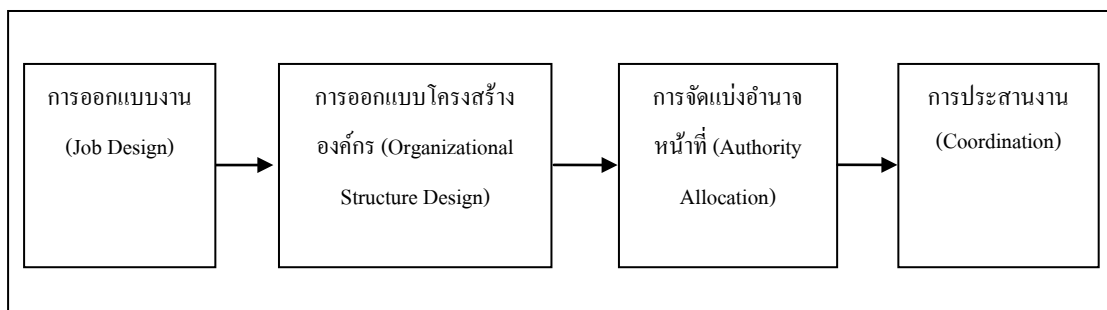 การออกแบบงาน
(Job Design)
การออกแบบโครงสร้าง
องค์กร (Organizational
Structure Design)
การจัดแบ่งอำนาจ
หน้าที่ (Authority
Allocation)
การประสานงาน
(Coordination)